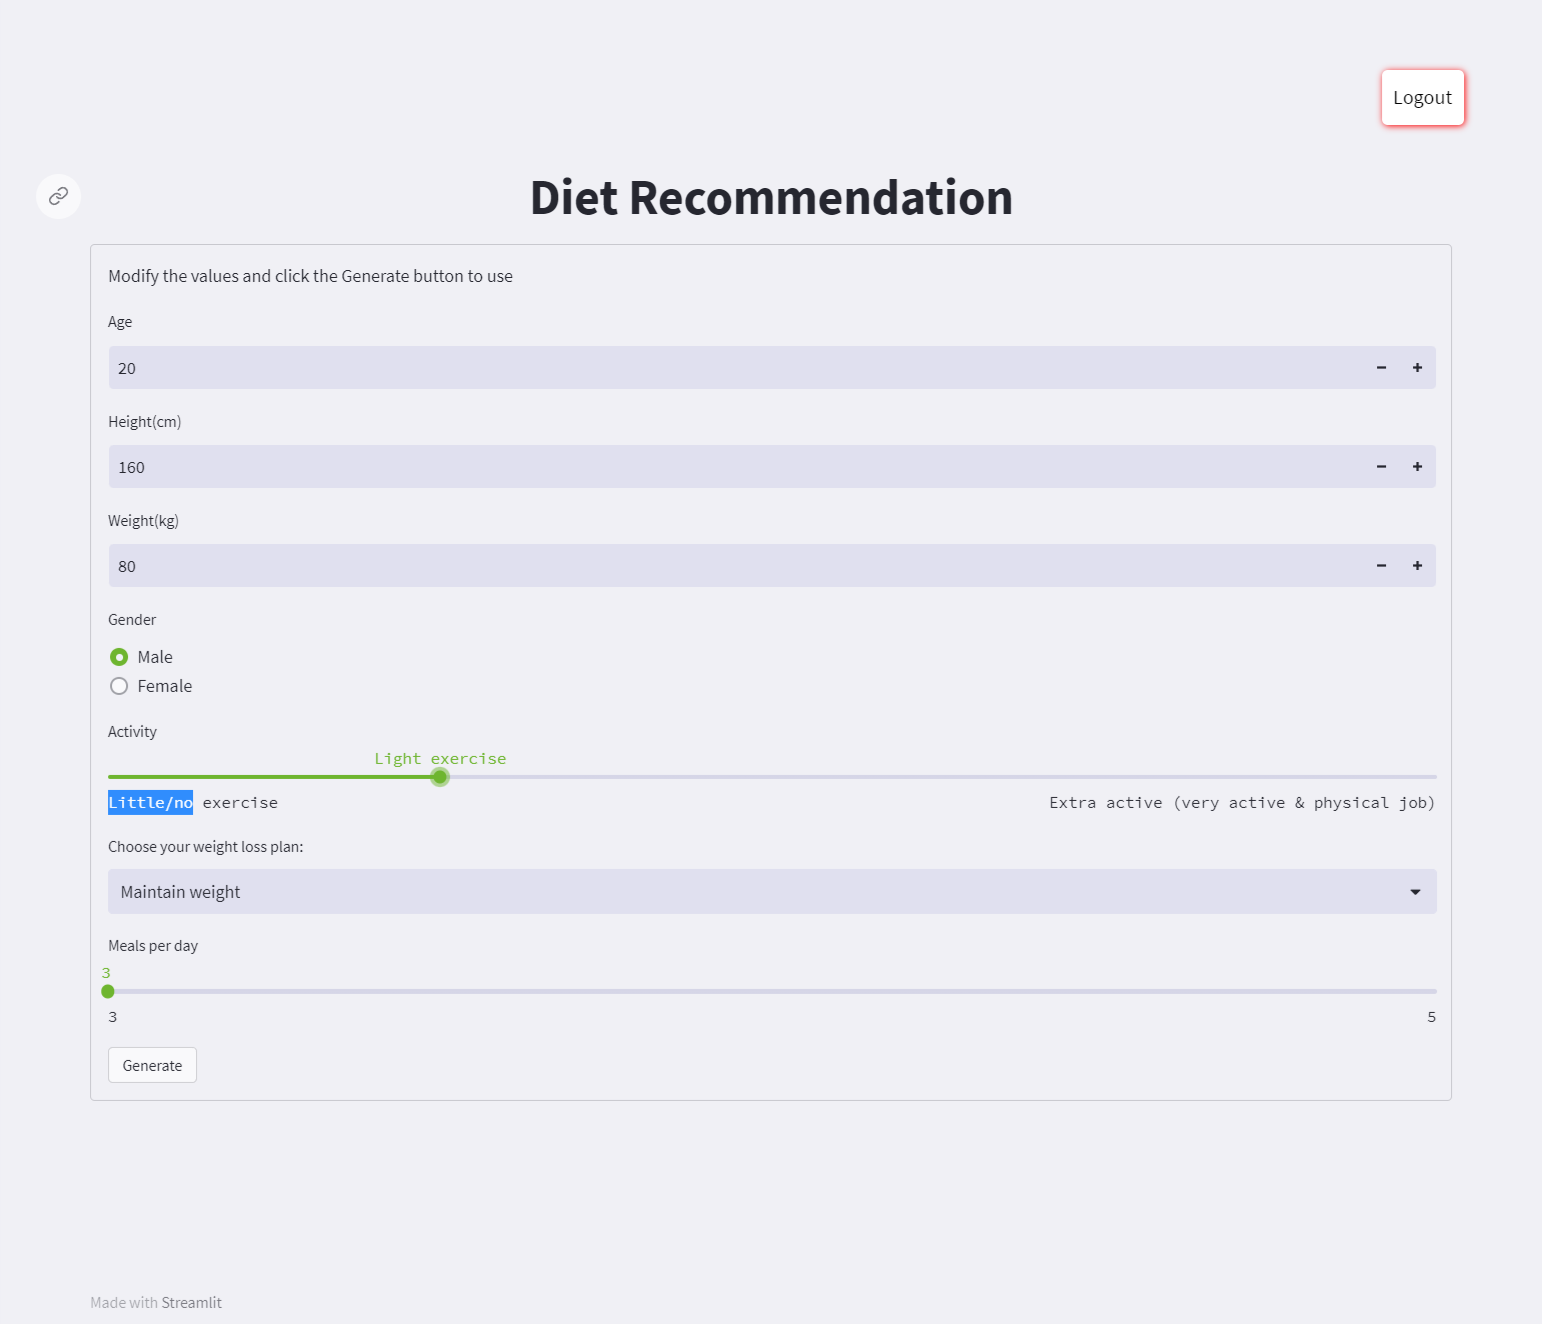 Logout
Diet Recommendation
Modify the values and click the Generate button to use
Age
20
Height(cm)
160
Weight(kg)
80
Gender
Male
Female
Activity
Light exercise
Little/no exercise Extra active (very active & physical job)
Choose your weight loss plan:
Maintain weight
Meals per day
3
3 5
Generate
Made with Streamlit